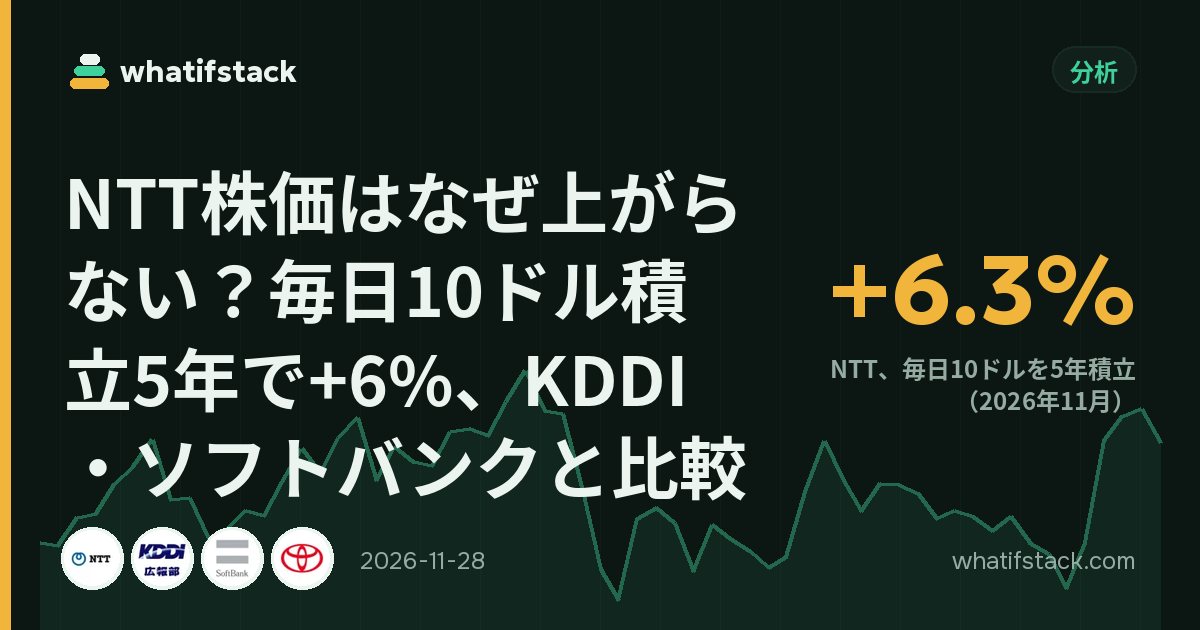 whatifstack
分析
NTT株価はなぜ上がら
ない？毎日10ドル積
立5年で+6%、KDDI
・ソフトバンクと比較
+6.3%
NTT、毎日10ドルを5年積立
（2026年11月）
NTT
KDDI
広報部
SoftBank
2026-11-28
whatifstack.com